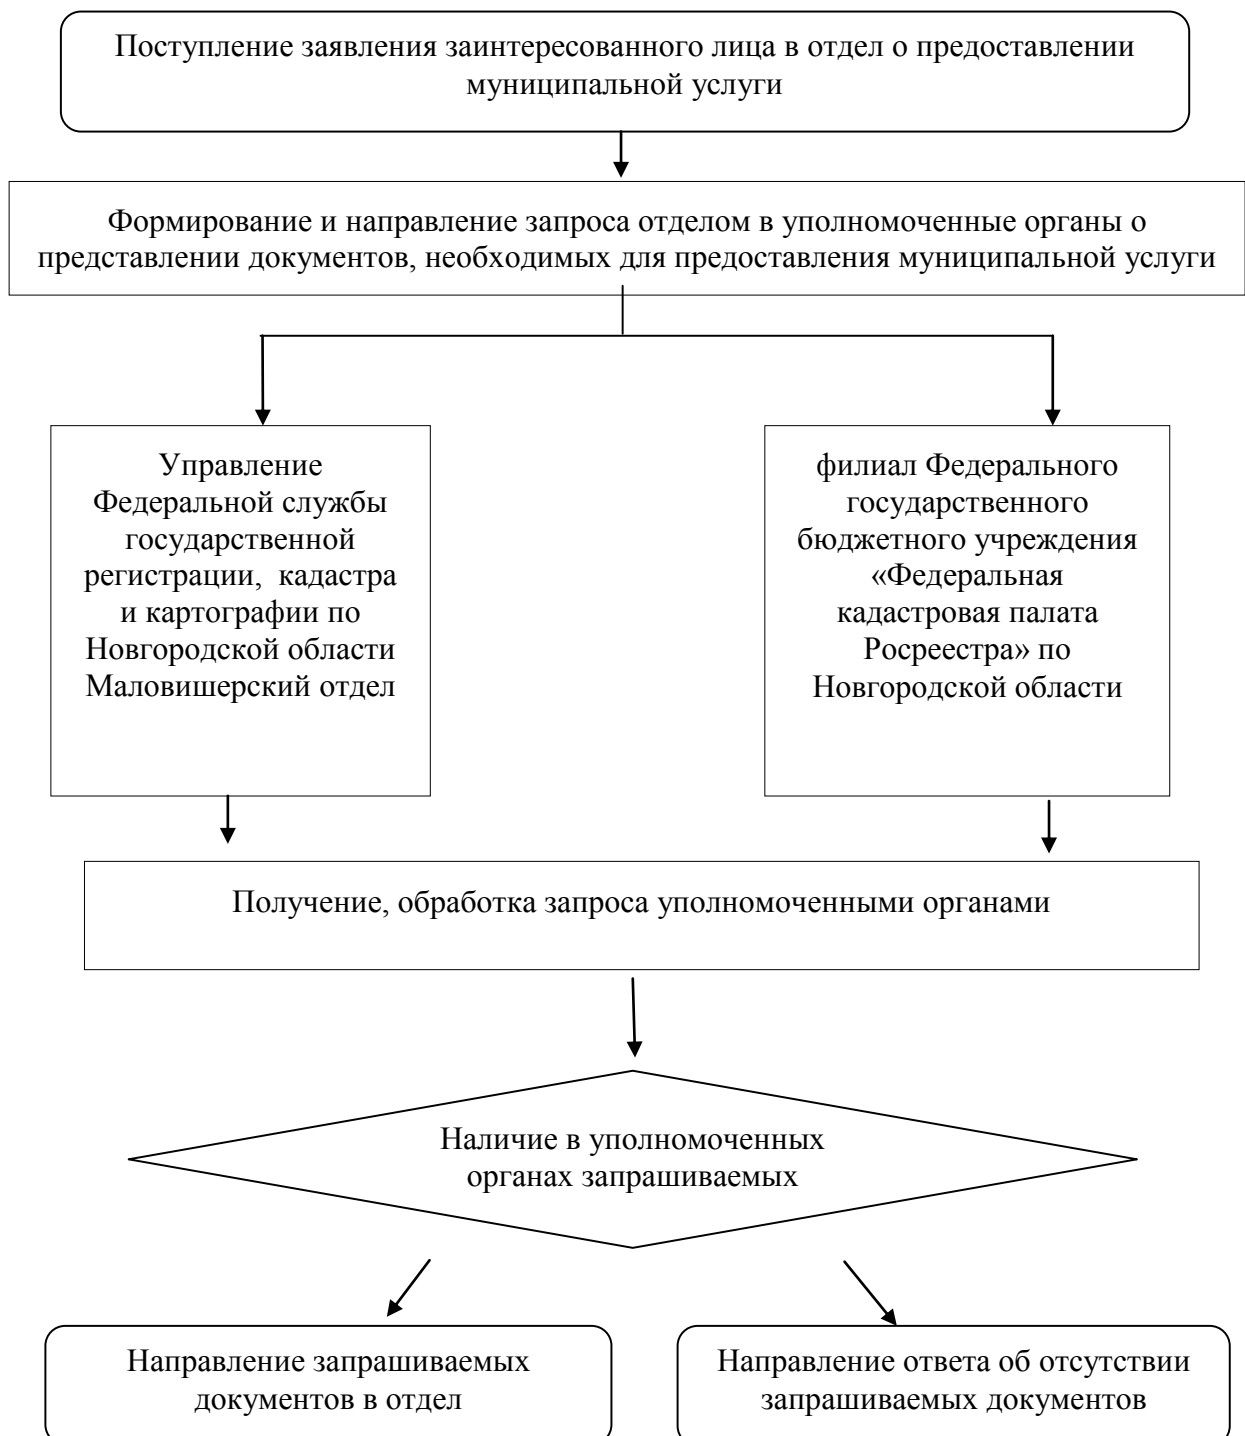 Поступление заявления заинтересованного лица в отдел о предоставлении
муниципальной услуги
Формирование и направление запроса отделом в уполномоченные органы о
представлении документов, необходимых для предоставления муниципальной услуги
Управление
Федеральной службы
государственной
регистрации,  кадастра
и картографии по
Новгородской области
Маловишерский отдел
филиал Федерального
государственного
бюджетного учреждения
«Федеральная
кадастровая палата
Росреестра» по
Новгородской области
Получение, обработка запроса уполномоченными органами
Наличие в уполномоченных
органах запрашиваемых
Направление запрашиваемых
документов в отдел
Направление ответа об отсутствии
запрашиваемых документов